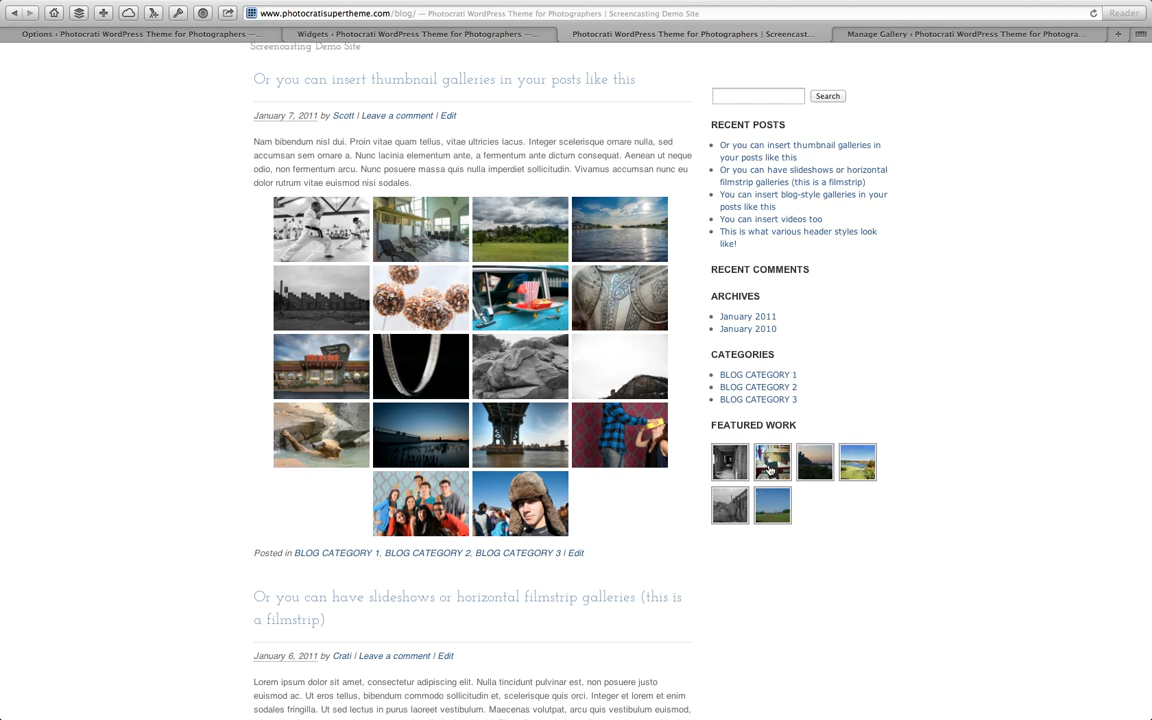 www.photocratisupertheme.com/blog/ — Photocrati WordPress Theme for Photographers | Screencasting Demo Site
Reader
Options ‹ Photocrati WordPress Theme for Photographers —...
Widgets ‹ Photocrati WordPress Theme for Photographers —...
Photocrati WordPress Theme for Photographers | Screencast...
Manage Gallery ‹ Photocrati WordPress Theme for Photogra...
Screencasting Demo Site
Or you can insert thumbnail galleries in your posts like this
January 7, 2011 by Scott | Leave a comment | Edit
Nam bibendum nisl dui. Proin vitae quam tellus, vitae ultricies lacus. Integer scelerisque ornare nulla, sed
accumsan sem ornare a. Nunc lacinia elementum ante, a fermentum ante dictum consequat. Aenean ut neque
odio, non fermentum arcu. Nunc posuere massa quis nulla imperdiet sollicitudin. Vivamus accumsan nunc eu
dolor rutrum vitae euismod nisi sodales.
Posted in BLOG CATEGORY 1, BLOG CATEGORY 2, BLOG CATEGORY 3 | Edit
Or you can have slideshows or horizontal filmstrip galleries (this is
a filmstrip)
January 6, 2011 by Crati | Leave a comment | Edit
Lorem ipsum dolor sit amet, consectetur adipiscing elit. Nulla tincidunt pulvinar est, non posuere justo
euismod ac. Ut eros tellus, bibendum commodo sollicitudin et, scelerisque quis orci. Integer et lorem et enim
sodales fringilla. Ut sed lectus in purus laoreet vestibulum. Maecenas volutpat, arcu quis vestibulum euismod,
Search
RECENT POSTS
Or you can insert thumbnail galleries in
your posts like this
Or you can have slideshows or horizontal
filmstrip galleries (this is a filmstrip)
You can insert blog-style galleries in your
posts like this
You can insert videos too
This is what various header styles look
like!
RECENT COMMENTS
ARCHIVES
January 2011
January 2010
CATEGORIES
BLOG CATEGORY 1
BLOG CATEGORY 2
BLOG CATEGORY 3
FEATURED WORK